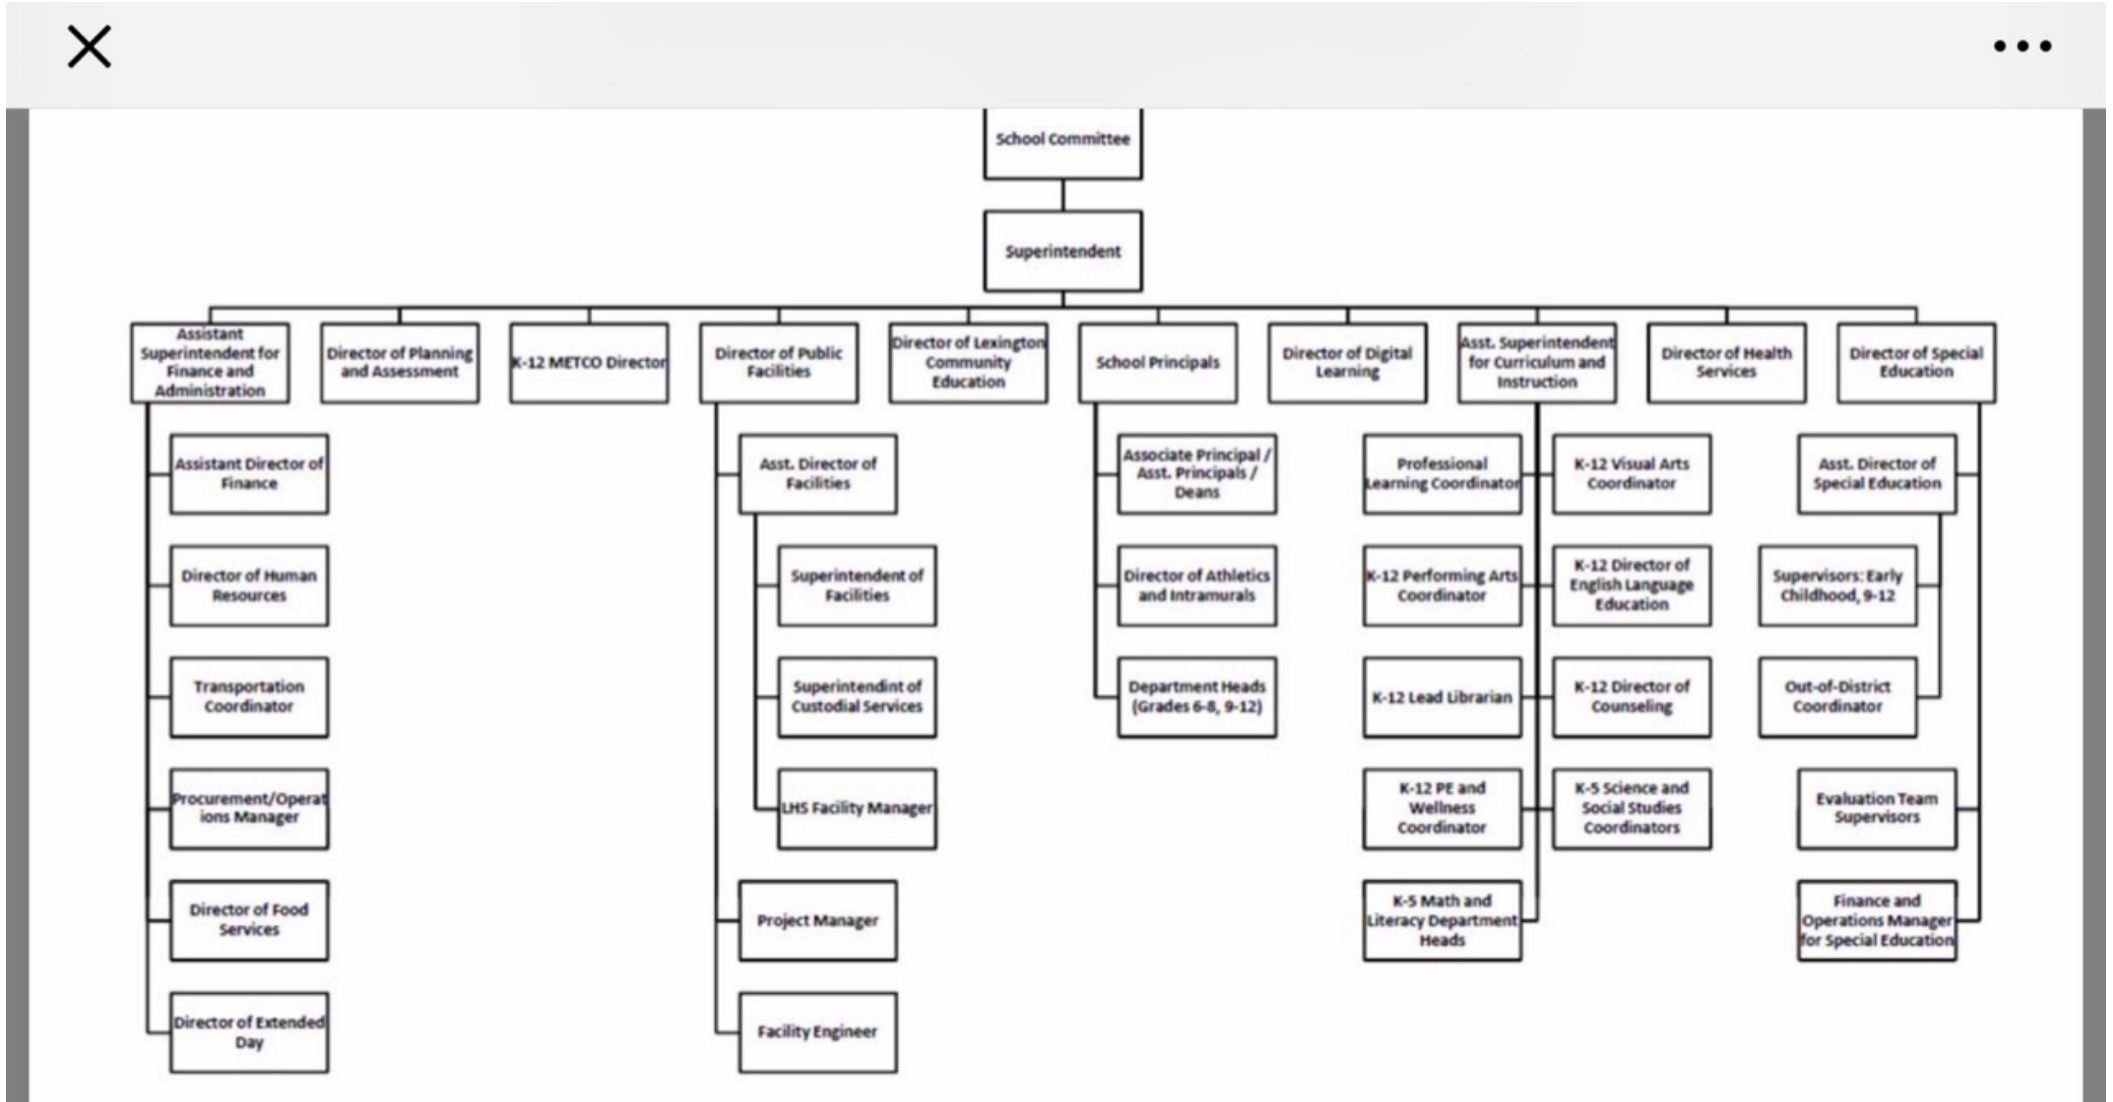 School Committee
Superintendent
Assistant
Superintendent for
Finance and
Administration
Director of Planning
and Assessment
K-12 METCO Director
Director of Public
Facilities
Director of Lexington
Community
Education
School Principals
Director of Digital
Learning
Asst. Superintendent
for Curriculum and
Instruction
Director of Health
Services
Director of Special
Education
Assistant Director of
Finance
Asst. Director of
Facilities
Associate Principal /
Asst. Principals /
Deans
Professional
Learning Coordinator
K-12 Visual Arts
Coordinator
Asst. Director of
Special Education
Director of Human
Resources
Superintendent of
Facilities
Director of Athletics
and Intramurals
K-12 Performing Arts
Coordinator
K-12 Director of
English Language
Education
Supervisors: Early
Childhood, 9-12
Transportation
Coordinator
Superintendint of
Custodial Services
Department Heads
(Grades 6-8, 9-12)
K-12 Lead Librarian
K-12 Director of
Counseling
Out-of-District
Coordinator
Procurement/Operat
ions Manager
LHS Facility Manager
K-12 PE and
Wellness
Coordinator
K-5 Science and
Social Studies
Coordinators
Evaluation Team
Supervisors
Director of Food
Services
Project Manager
K-5 Math and
Literacy Department
Heads
Finance and
Operations Manager
for Special Education
Director of Extended
Day
Facility Engineer